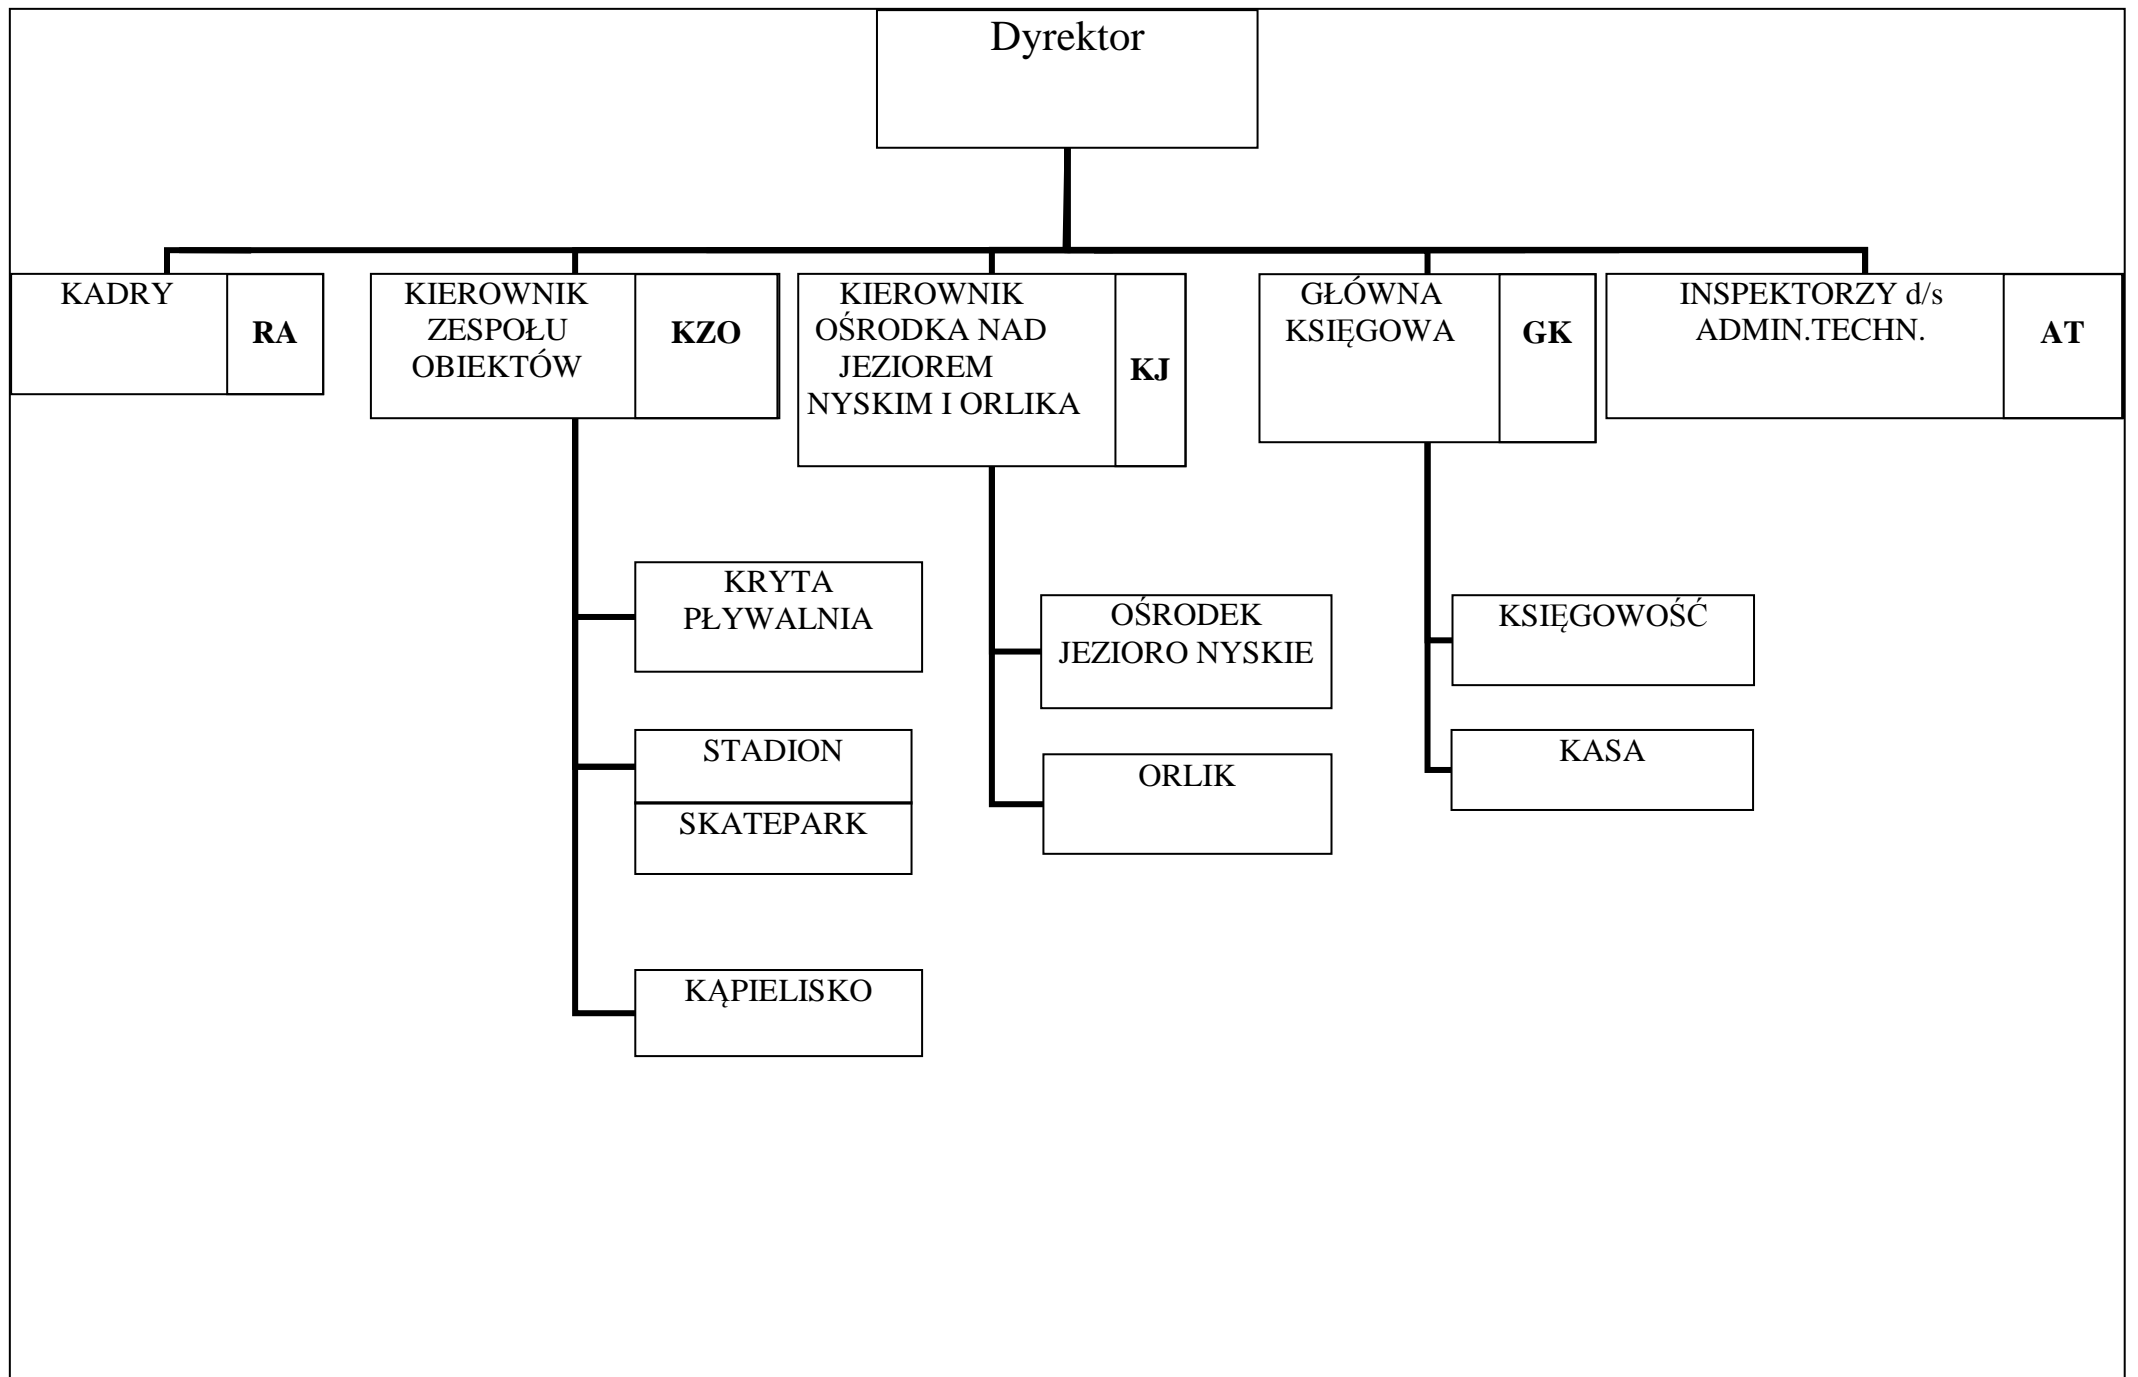 Dyrektor
KADRY
RA
KIEROWNIK
ZESPOŁU
OBIEKTÓW
KZO
KIEROWNIK
OŚRODKA NAD
JEZIOREM
NYSKIM I ORLIKA
KJ
GŁÓWNA
KSIĘGOWA
GK
INSPEKTORZY d/s
ADMIN.TECHN.
AT
KRYTA
PŁYWALNIA
STADION
SKATEPARK
KĄPIELISKO
OŚRODEK
JEZIORO NYSKIE
ORLIK
KSIĘGOWOŚĆ
KASA